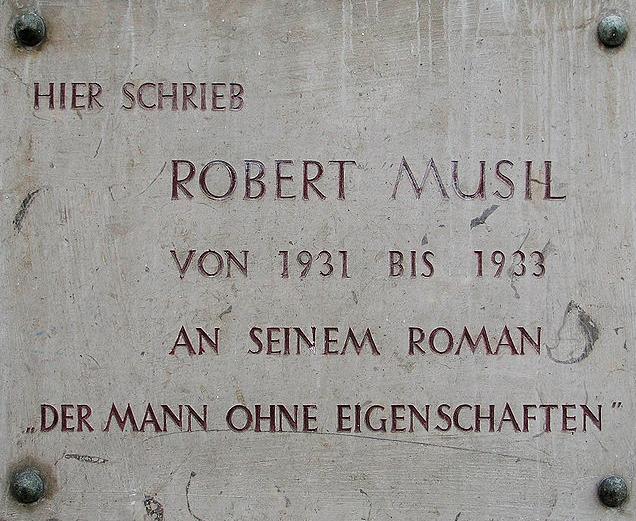 HIER SCHRIEB
ROBERT MUSIL
VON 1931 BIS 1933
AN SEINEM ROMAN
„DER MANN OHNE EIGENSCHAFTEN”